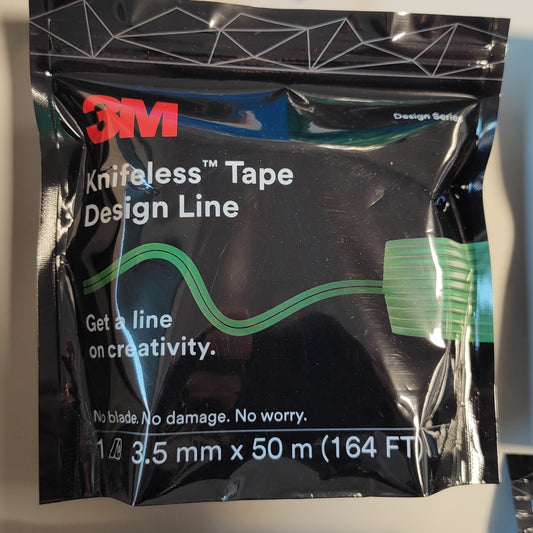 3M
Design Series
Knifeless™ Tape
Design Line
Get a line
on creativity.
No blade. No damage. No worry.
1 3.5 mm x 50 m (164 FT)